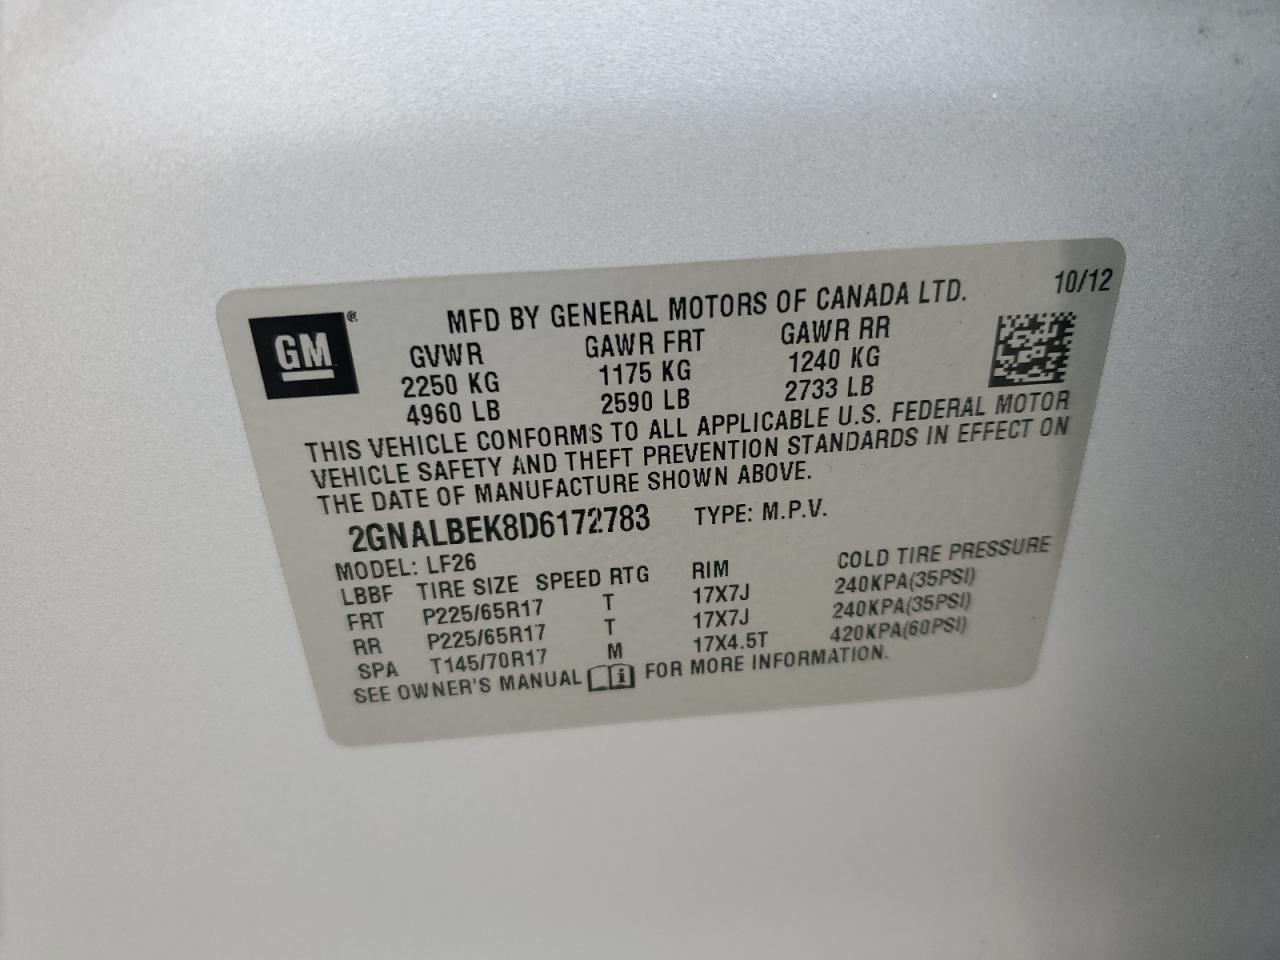 GM ®
MFD BY GENERAL MOTORS OF CANADA LTD. 10/12
GVWR GAWR FRT GAWR RR
2250 KG 1175 KG 1240 KG
4960 LB 2590 LB 2733 LB
THIS VEHICLE CONFORMS TO ALL APPLICABLE U.S. FEDERAL MOTOR
VEHICLE SAFETY AND THEFT PREVENTION STANDARDS IN EFFECT ON
THE DATE OF MANUFACTURE SHOWN ABOVE.
2GNALBEK8D6172783 TYPE: M.P.V.
MODEL: LF26
LBBF TIRE SIZE SPEED RTG RIM COLD TIRE PRESSURE
FRT P225/65R17 T 17X7J 240KPA(35PSI)
RR P225/65R17 T 17X7J 240KPA(35PSI)
SPA T145/70R17 M 17X4.5T 420KPA(60PSI)
SEE OWNER'S MANUAL i FOR MORE INFORMATION.